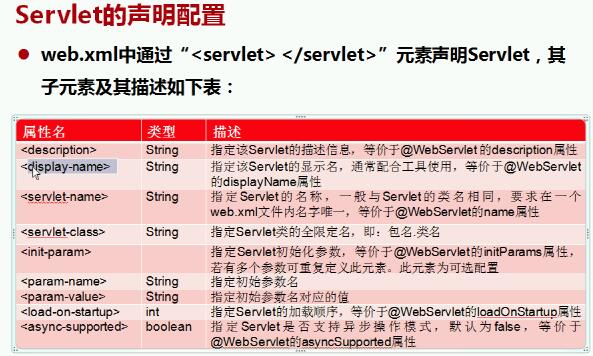 Servlet的声明配置
web.xml中通过“<servlet> </servlet>”元素声明Servlet，其
子元素及其描述如下表：
属性名 类型 描述
<description> String 指定该Servlet的描述信息，等价于@WebServlet的description属性
<display-name> String 指定该Servlet的显示名，通常配合工具使用，等价于@WebServlet
的displayName属性
<servlet-name> String 指定Servlet的名称，一般与Servlet的类名相同，要求在一个
web.xml文件内名字唯一，等价于@WebServlet的name属性
<servlet-class> String 指定Servlet类的全限定名，即：包名.类名
<init-param> 指定Servlet初始化参数，等价于@WebServlet的initParams属性，
若有多个参数可重复定义此元素。此元素为可选配置
<param-name> String 指定初始参数名
<param-value> String 指定初始参数名对应的值
<load-on-startup> int 指定Servlet的加载顺序，等价于@WebServlet的loadOnStartup属性
<async-supported> boolean 指定Servlet是否支持异步操作模式，默认为false，等价于
@WebServlet的asyncSupported属性